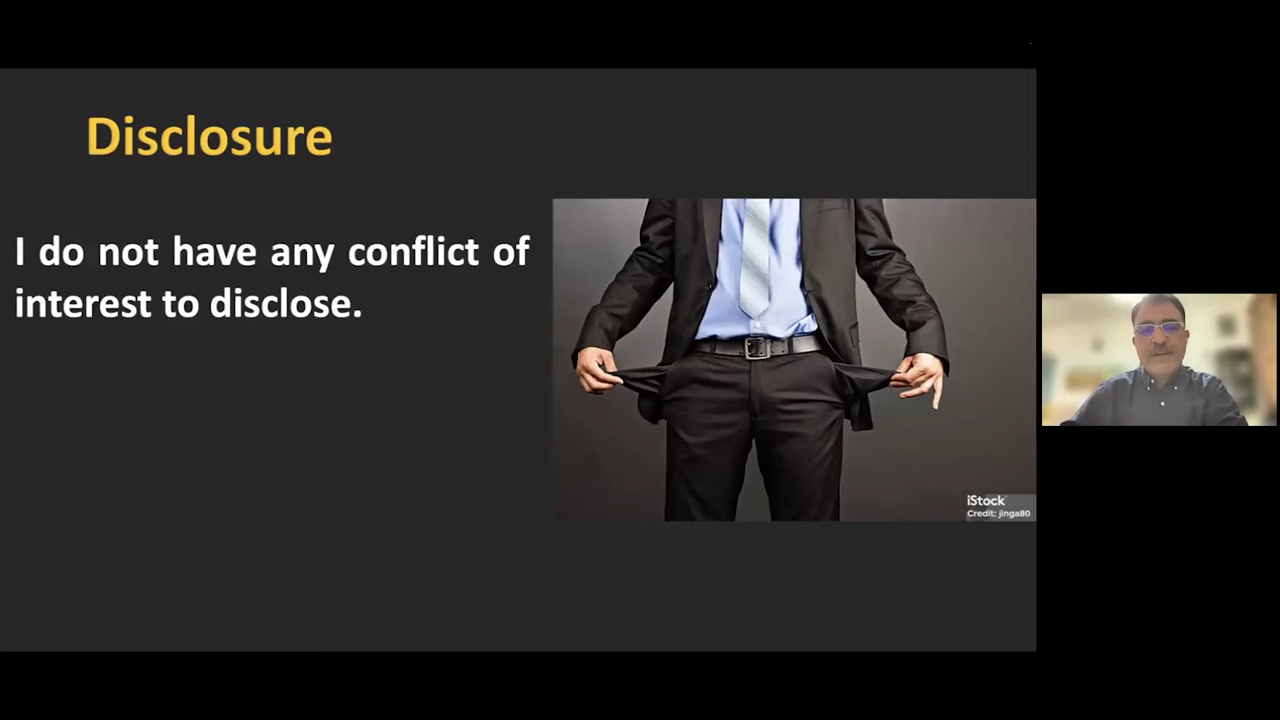 Disclosure
I do not have any conflict of
interest to disclose.
iStock
Credit: jinga80